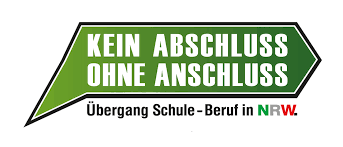 KEIN ABSCHLUSS
OHNE ANSCHLUSS
Übergang Schule-Beruf in NRW.